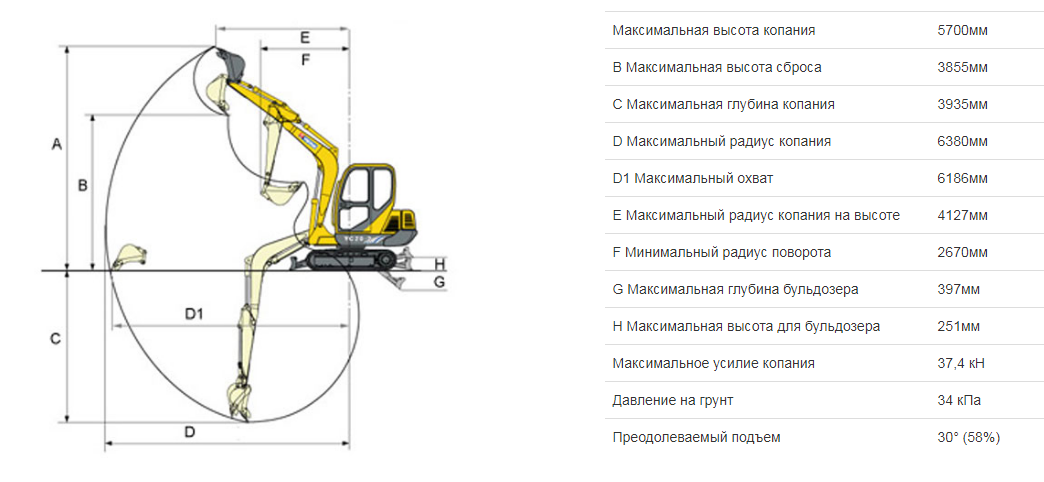 E
F
A
B
H
G
D1
C
D
Максимальная высота копания 5700мм
B Максимальная высота сброса 3855мм
C Максимальная глубина копания 3935мм
D Максимальный радиус копания 6380мм
D1 Максимальный охват 6186мм
E Максимальный радиус копания на высоте 4127мм
F Минимальный радиус поворота 2670мм
G Максимальная глубина бульдозера 397мм
H Максимальная высота для бульдозера 251мм
Максимальное усилие копания 37,4 кН
Давление на грунт 34 кПа
Преодолеваемый подъем 30° (58%)